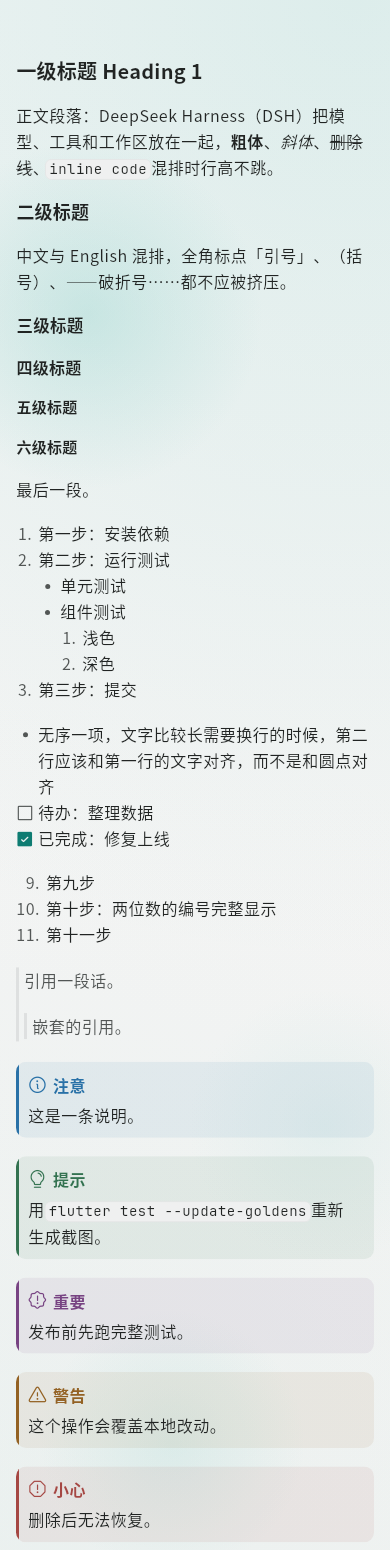 一级标题 Heading 1
正文段落：DeepSeek Harness（DSH）把模
型、工具和工作区放在一起，粗体、斜体、删除
线、inline code 混排时行高不跳。
二级标题
中文与 English 混排，全角标点「引号」、（括
号）、——破折号……都不应被挤压。
三级标题
四级标题
五级标题
六级标题
最后一段。
1. 第一步：安装依赖
2. 第二步：运行测试
• 单元测试
• 组件测试
1. 浅色
2. 深色
3. 第三步：提交
• 无序一项，文字比较长需要换行的时候，第二
行应该和第一行的文字对齐，而不是和圆点对
齐
待办：整理数据
已完成：修复上线
9. 第九步
10. 第十步：两位数的编号完整显示
11. 第十一步
引用一段话。
嵌套的引用。
注意
这是一条说明。
提示
用 flutter test --update-goldens 重新
生成截图。
重要
发布前先跑完整测试。
警告
这个操作会覆盖本地改动。
小心
删除后无法恢复。